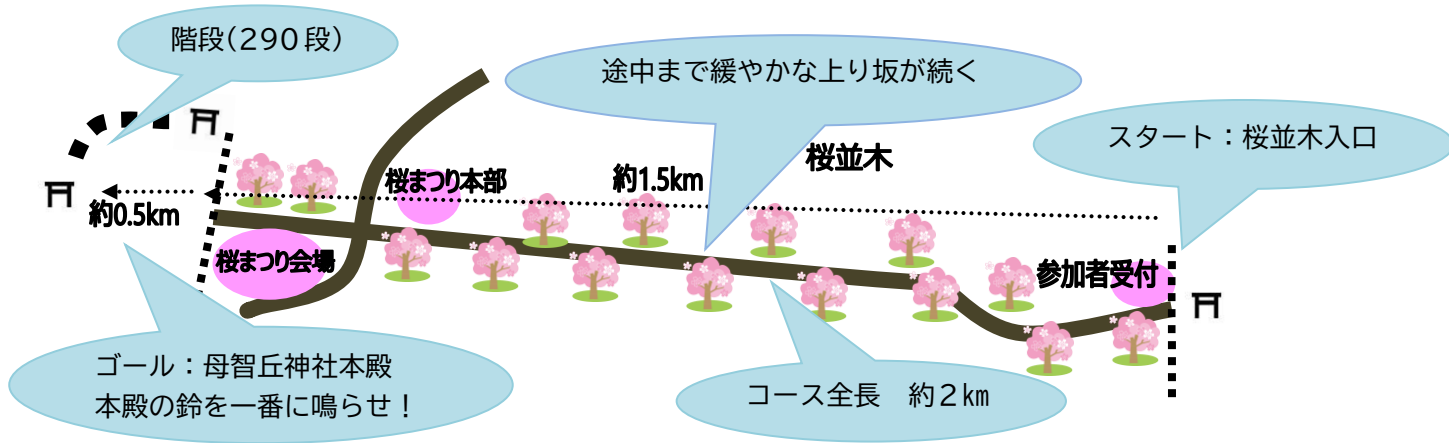 階段(290段)
途中まで緩やかな上り坂が続く
スタート：桜並木入口
桜並木
桜まつり本部
約1.5km
約0.5km
桜まつり会場
参加者受付
ゴール：母智丘神社本殿
本殿の鈴を一番に鳴らせ！
コース全長　約２㎞